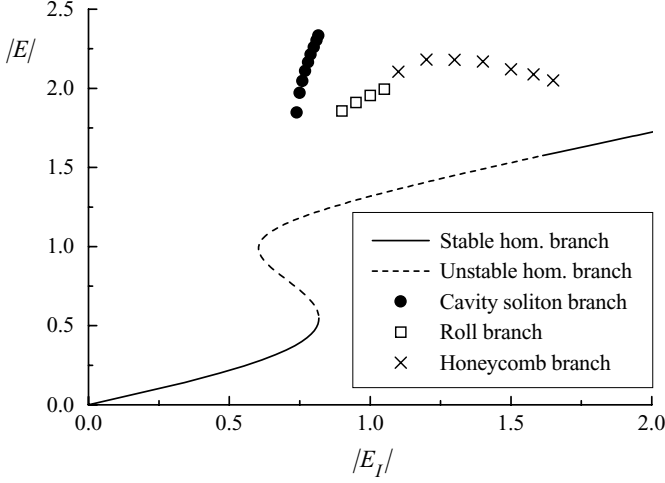 2.5
|E|
2.0
1.5
1.0
0.5
0.0
Stable hom. branch
Unstable hom. branch
Cavity soliton branch
Roll branch
Honeycomb branch
0.0 0.5 1.0 1.5 2.0
|E_I|